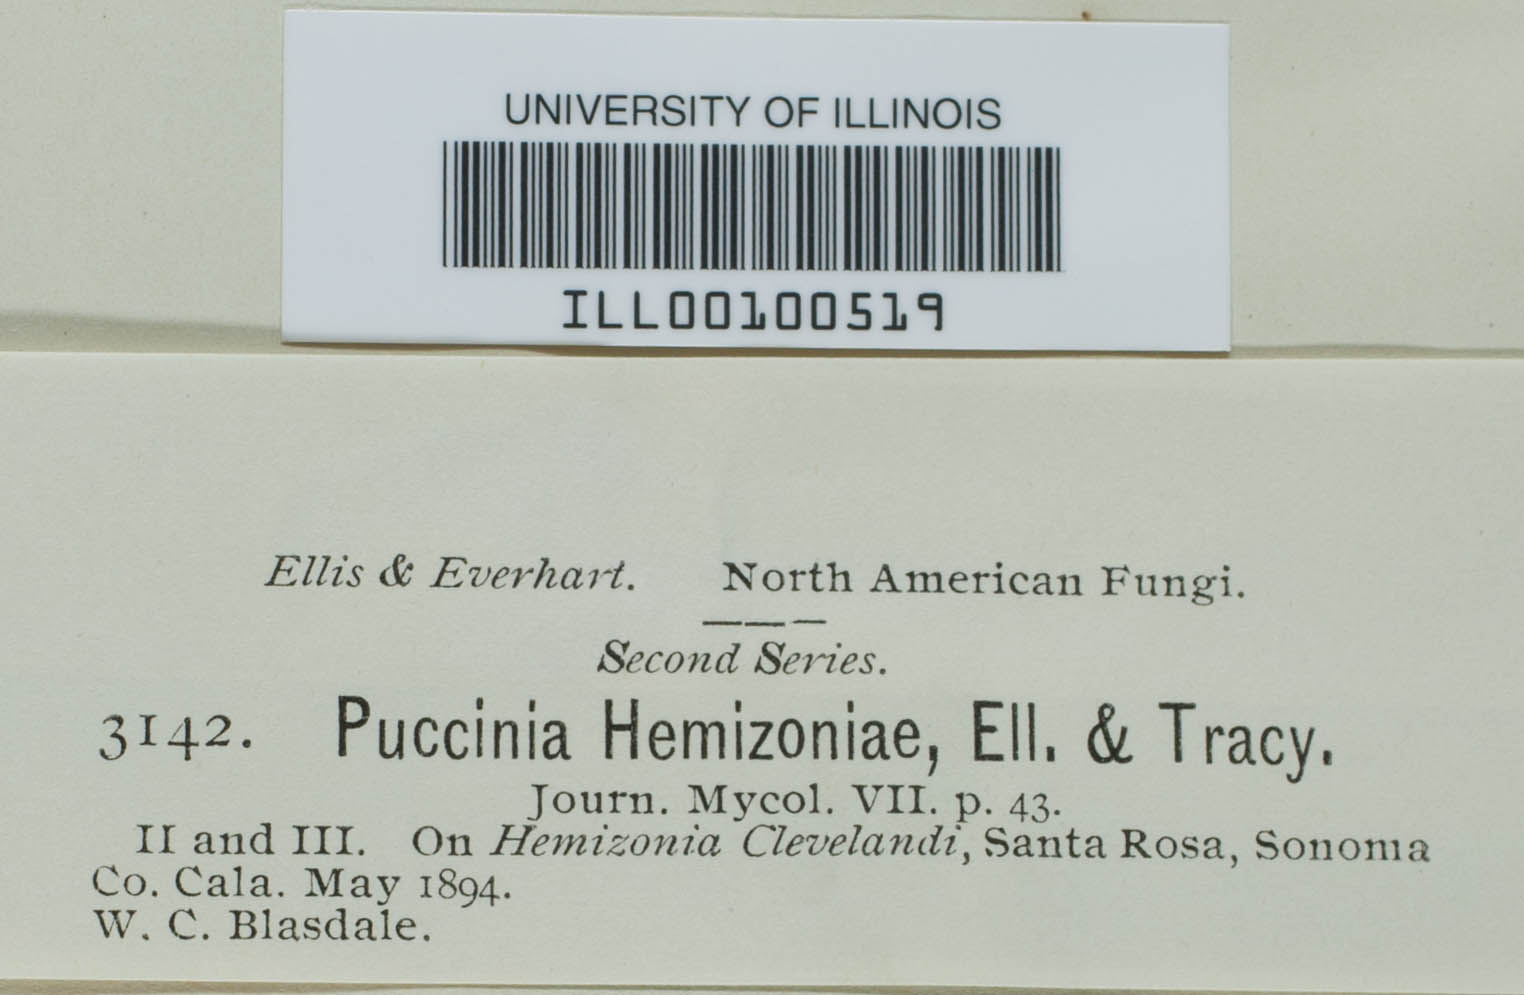 UNIVERSITY OF ILLINOIS
ILL00100519
Ellis & Everhart. North American Fungi.
Second Series.
3142. Puccinia Hemizoniae, Ell. & Tracy.
Journ. Mycol. VII. p. 43.
II and III. On Hemizonia Clevelandi, Santa Rosa, Sonoma
Co. Cala. May 1894.
W. C. Blasdale.